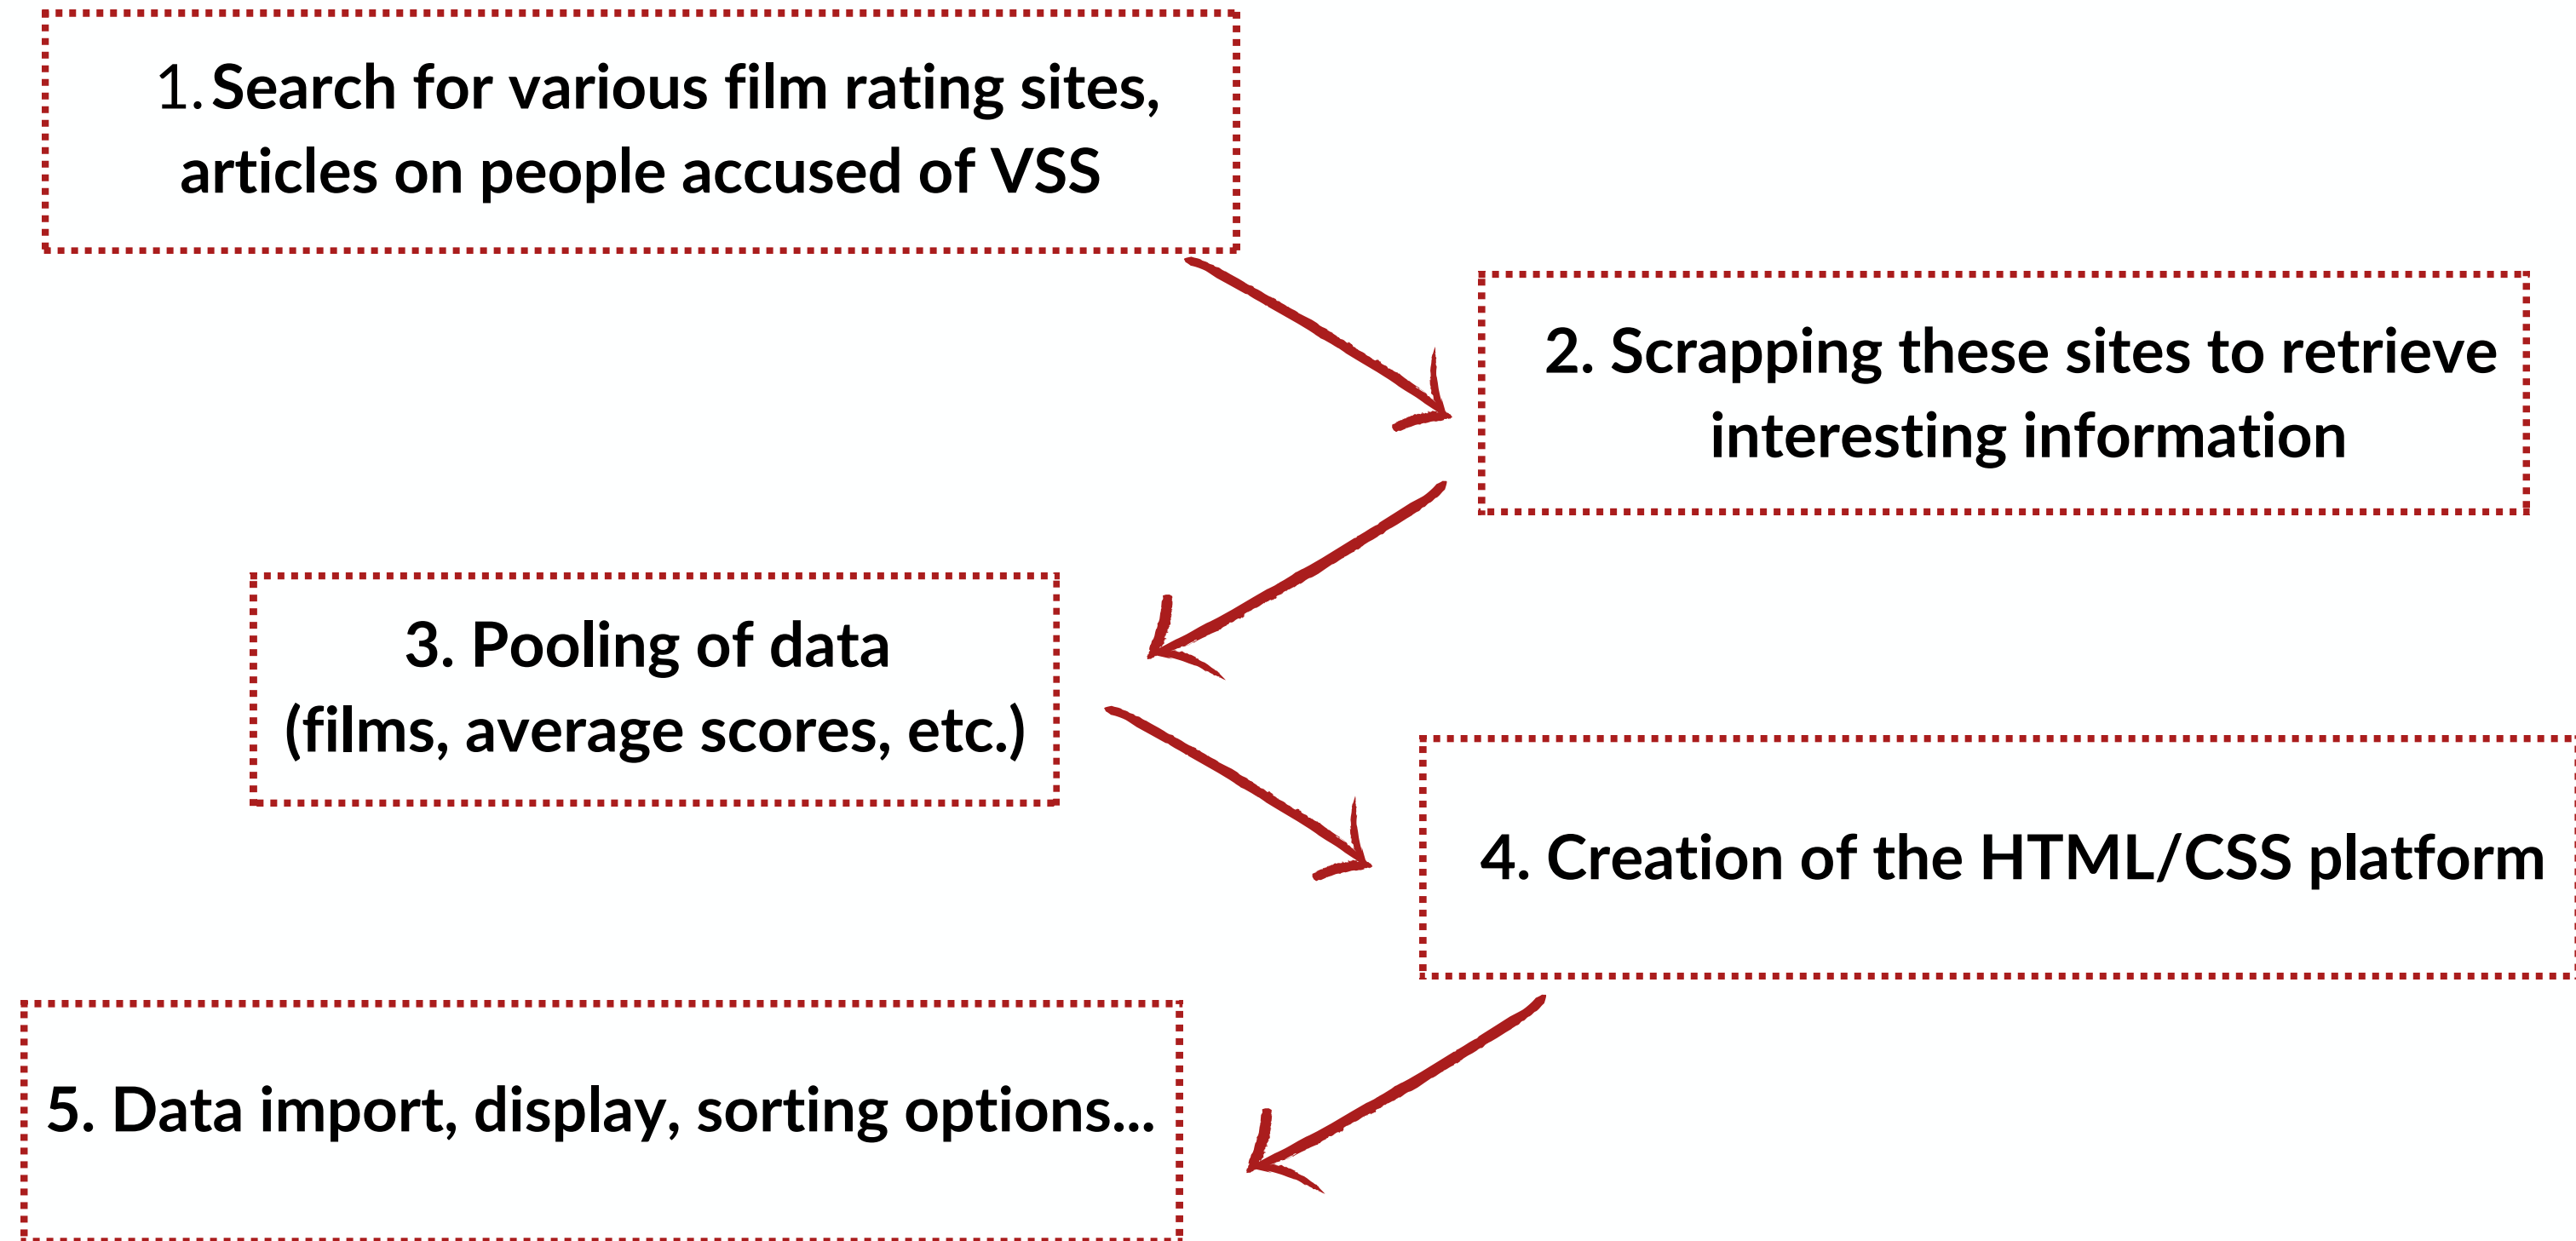 1. Search for various film rating sites,
articles on people accused of VSS
2. Scrapping these sites to retrieve
interesting information
3. Pooling of data
(films, average scores, etc.)
4. Creation of the HTML/CSS platform
5. Data import, display, sorting options...